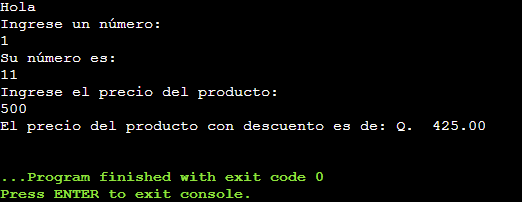 Hola
Ingrese un número:
1
Su número es:
11
Ingrese el precio del producto:
500
El precio del producto con descuento es de: Q.  425.00
...Program finished with exit code 0
Press ENTER to exit console.